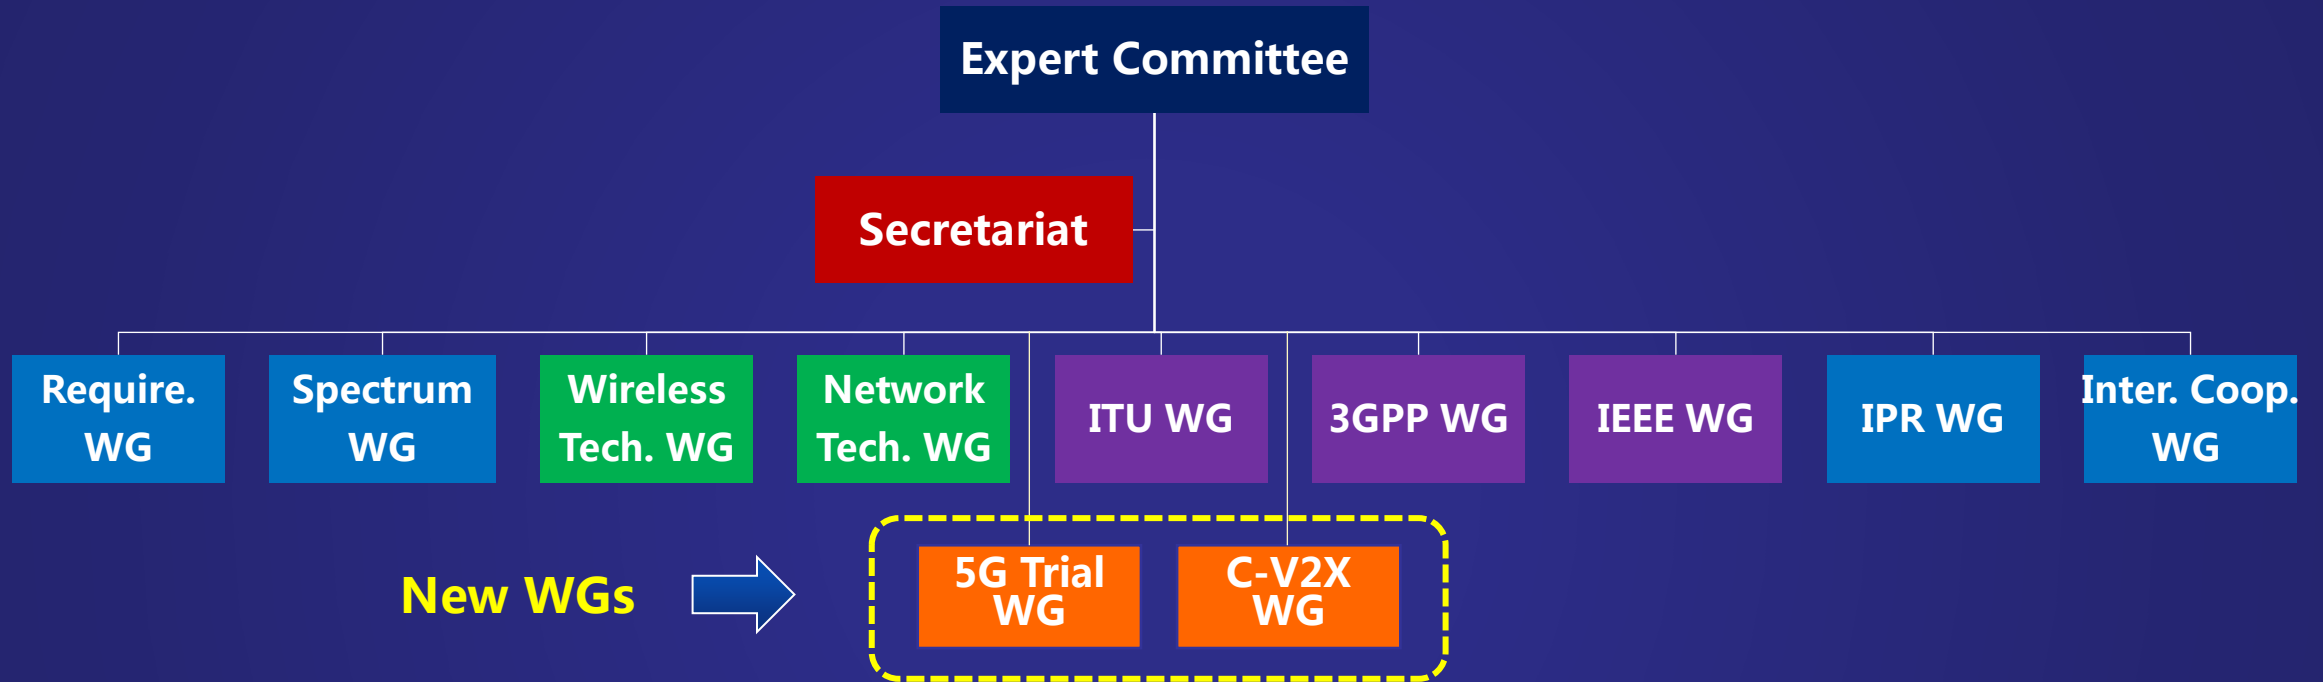 Expert Committee
Secretariat
Require.
WG
Spectrum
WG
Wireless
Tech. WG
Network
Tech. WG
ITU WG
3GPP WG
IEEE WG
IPR WG
Inter. Coop.
WG
New WGs
5G Trial
WG
C-V2X
WG